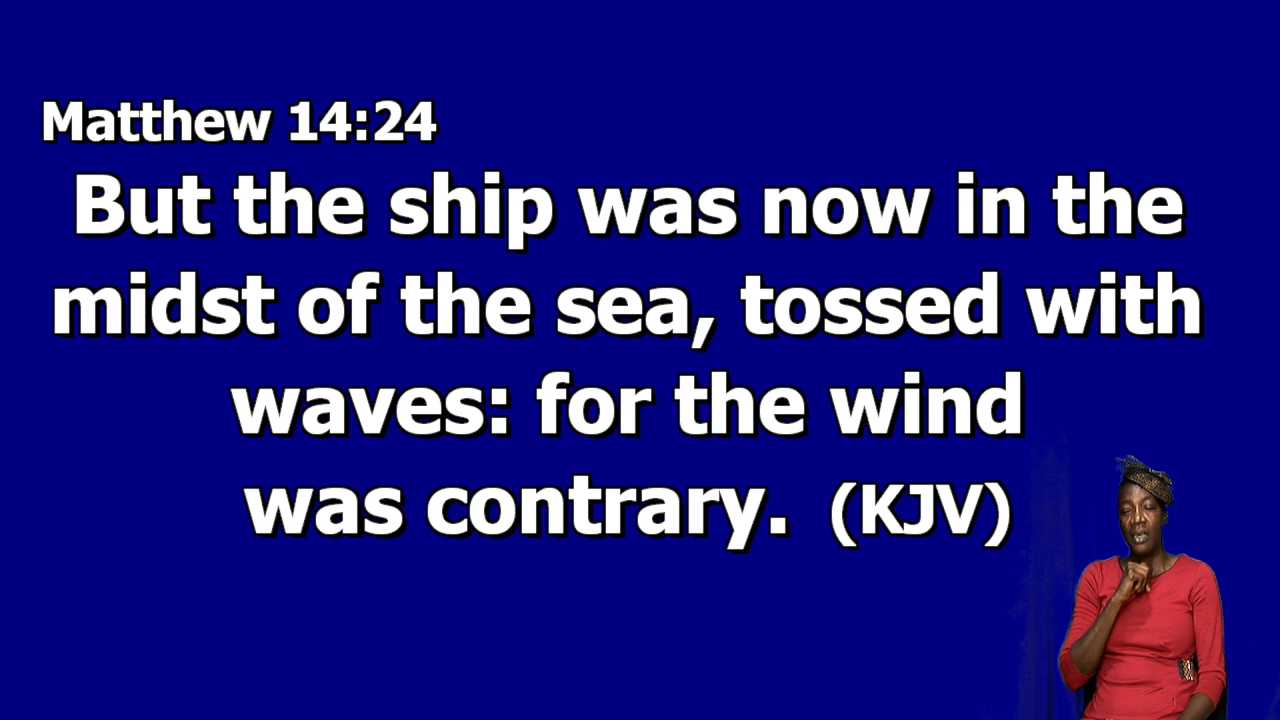 Matthew 14:24
But the ship was now in the
midst of the sea, tossed with
waves: for the wind
was contrary. (KJV)